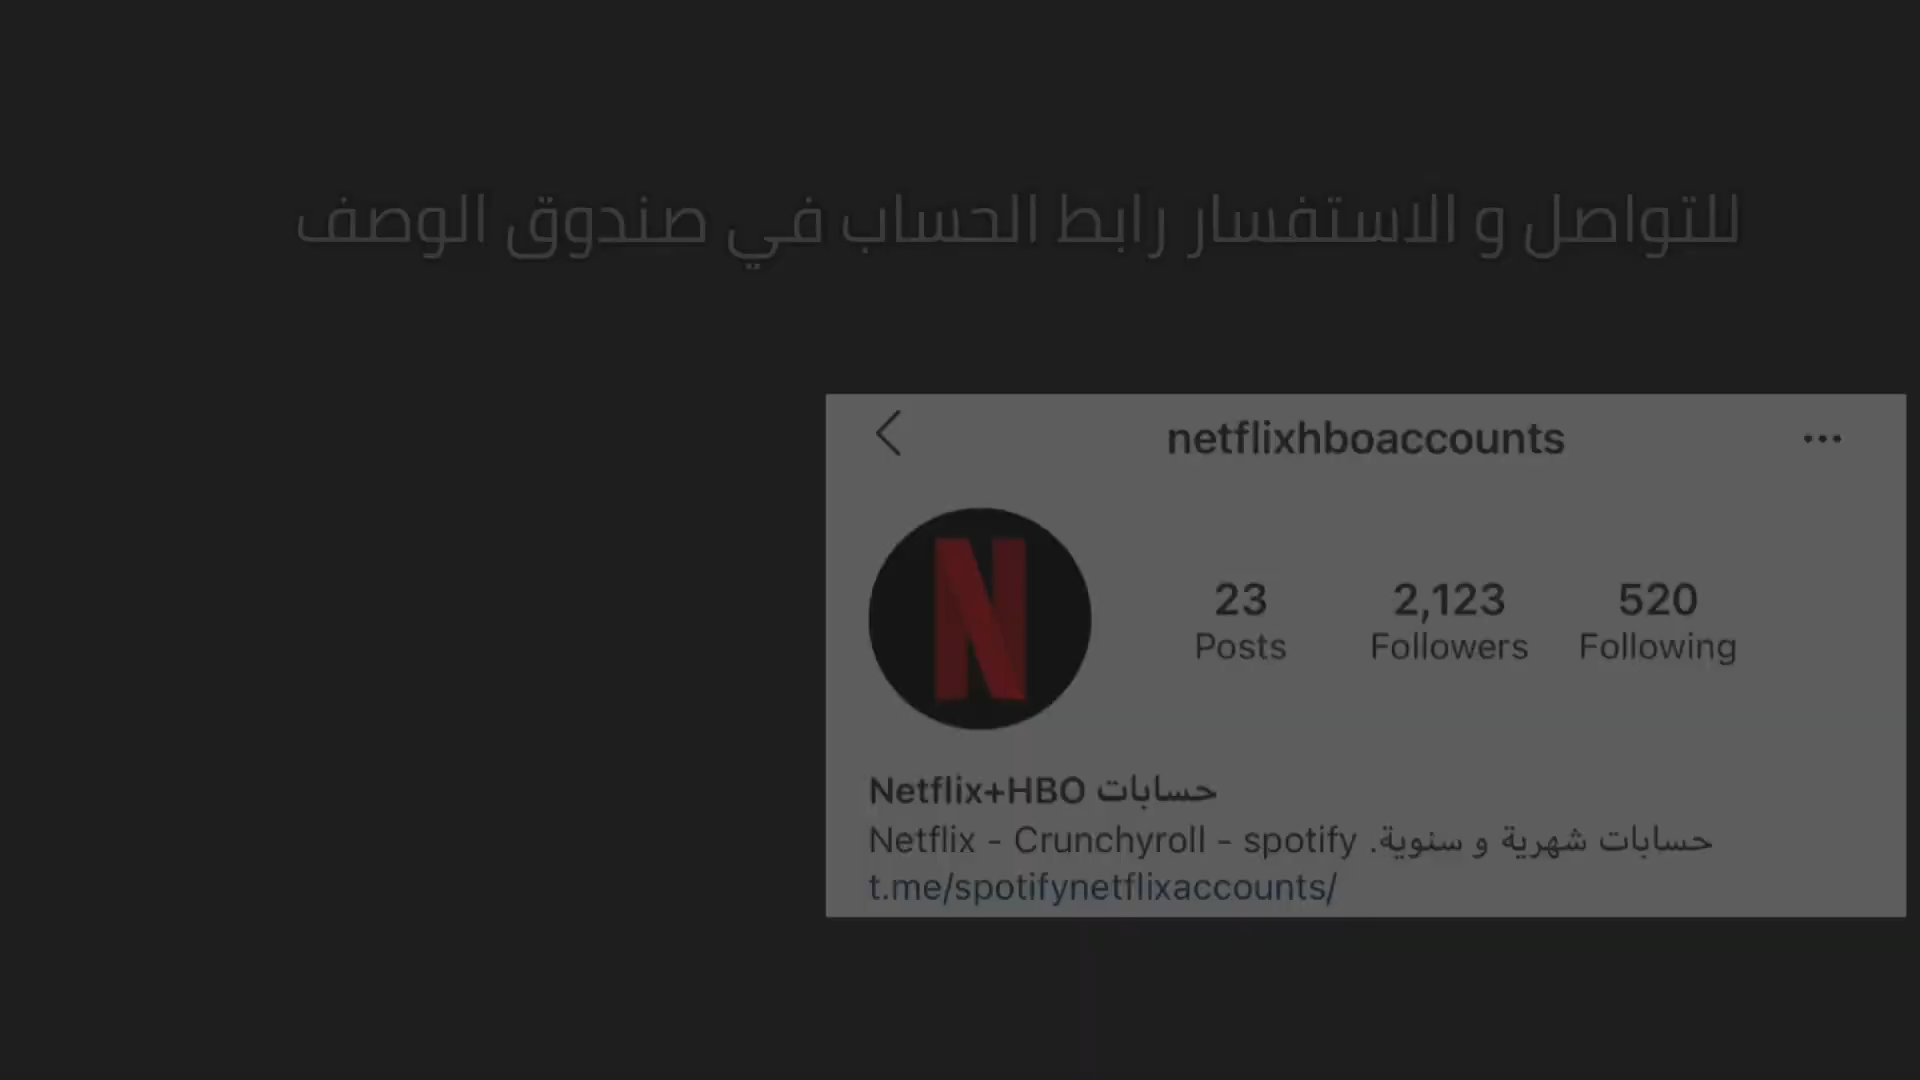 للتواصل و الاستفسار رابط الحساب في صندوق الوصف
netflixhboaccounts
23 2,123 520
Posts Followers Following
Netflix+HBO حسابات
Netflix - Crunchyroll - spotify .حسابات شهرية و سنوية
t.me/spotifynetflixaccounts/